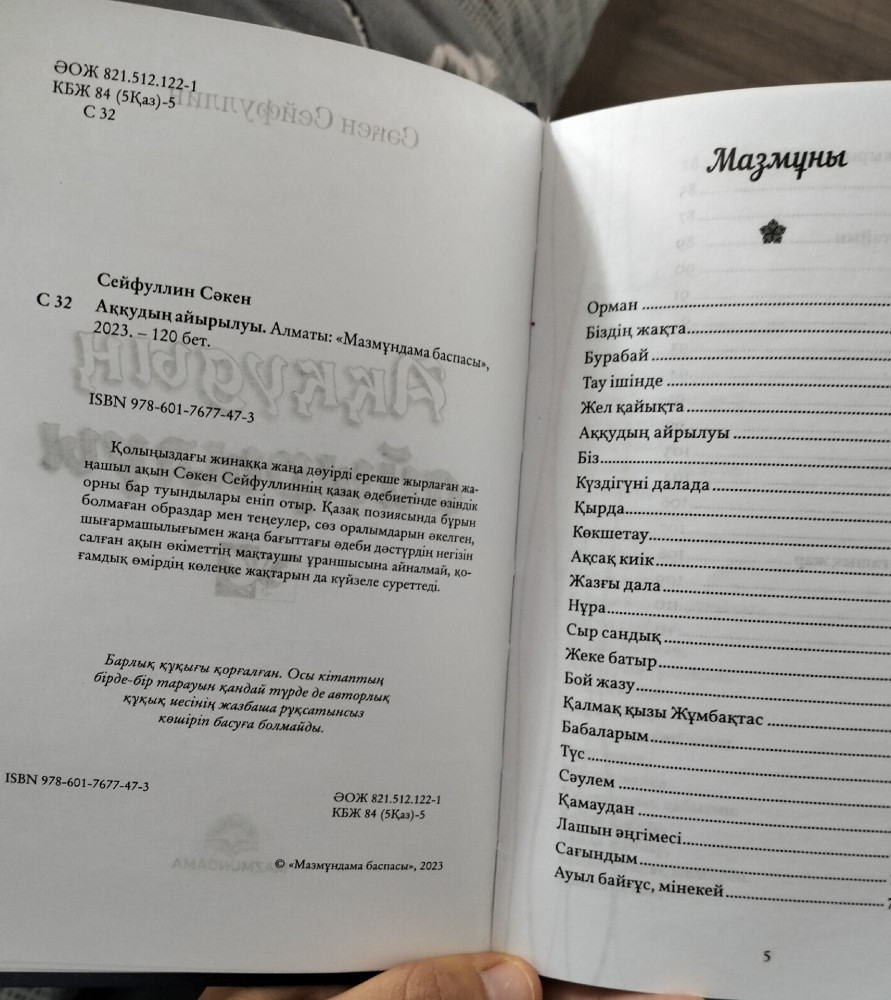 ӘОЖ 821.512.122-1
КБЖ 84 (5Қаз)-5
С 32
Сейфуллин Сәкен
С 32 Аққудың айырылуы. Алматы: «Мазмұндама баспасы»,
2023. – 120 бет.
ISBN 978-601-7677-47-3
Қолыңыздағы жинаққа жаңа дәуірді ерекше жырлаған жа-
ңашыл ақын Сәкен Сейфуллиннің қазақ әдебиетінде өзіндік
орны бар туындылары еніп отыр. Қазақ поэзиясында бұрын
болмаған образдар мен теңеулер, сөз оралымдарын әкелген,
шығармашылығымен жаңа бағыттағы әдеби дәстүрдің негізін
салған ақын өкіметтің мақтаушы ұраншысына айналмай, қо-
ғамдық өмірдің көлеңке жақтарын да күйзеле суреттеді.
Барлық құқығы қорғалған. Осы кітаптың
бірде-бір тарауын қандай түрде де авторлық
құқық иесінің жазбаша рұқсатынсыз
көшіріп басуға болмайды.
ISBN 978-601-7677-47-3
ӘОЖ 821.512.122-1
КБЖ 84 (5Қаз)-5
© «Мазмұндама баспасы», 2023
Мазмұны
Орман
Біздің жақта
Бурабай
Тау ішінде
Жел қайықта
Аққудың айрылуы
Біз
Күздігүні далада
Қырда
Көкшетау
Ақсақ киік
Жазғы дала
Нұра
Сыр сандық
Жеке батыр
Бой жазу
Қалмақ қызы Жұмбақтас
Бабаларым
Түс
Сәулем
Қамаудан
Лашын әңгімесі
Сағындым
Ауыл байғұс, мінекей
5